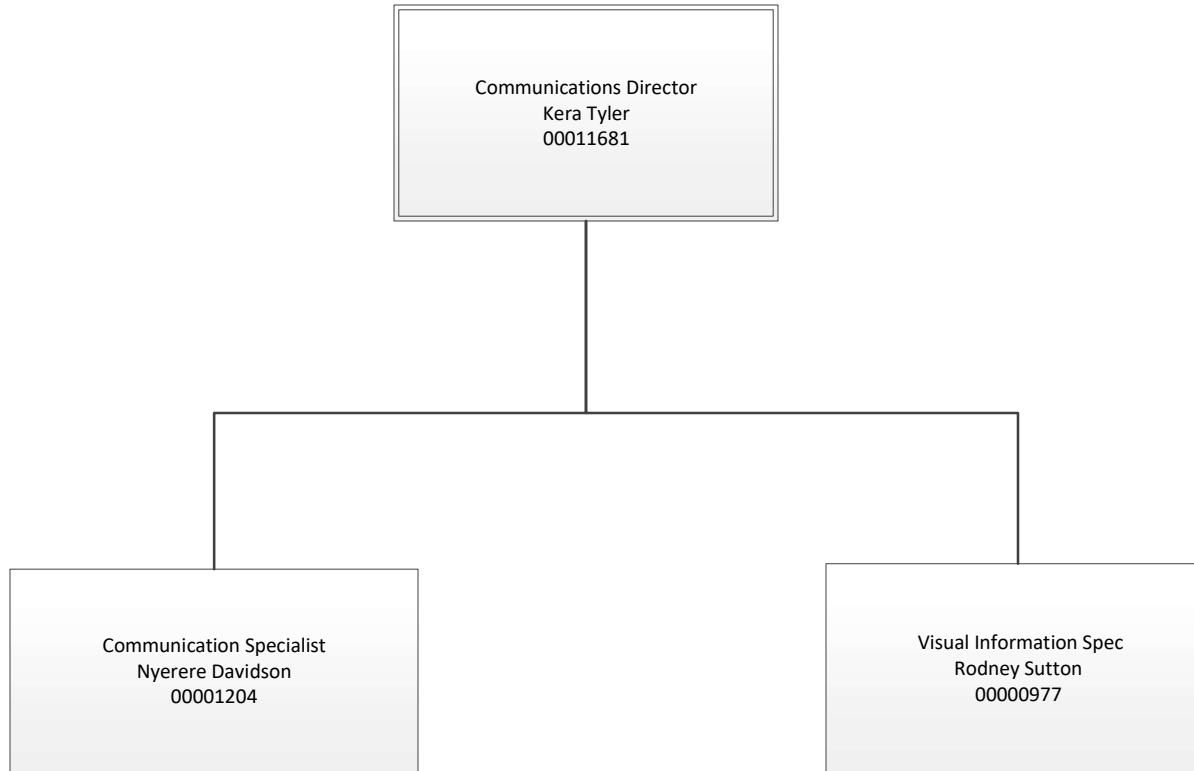 Communications Director
Kera Tyler
00011681
Communication Specialist
Nyerere Davidson
00001204
Visual Information Spec
Rodney Sutton
00000977